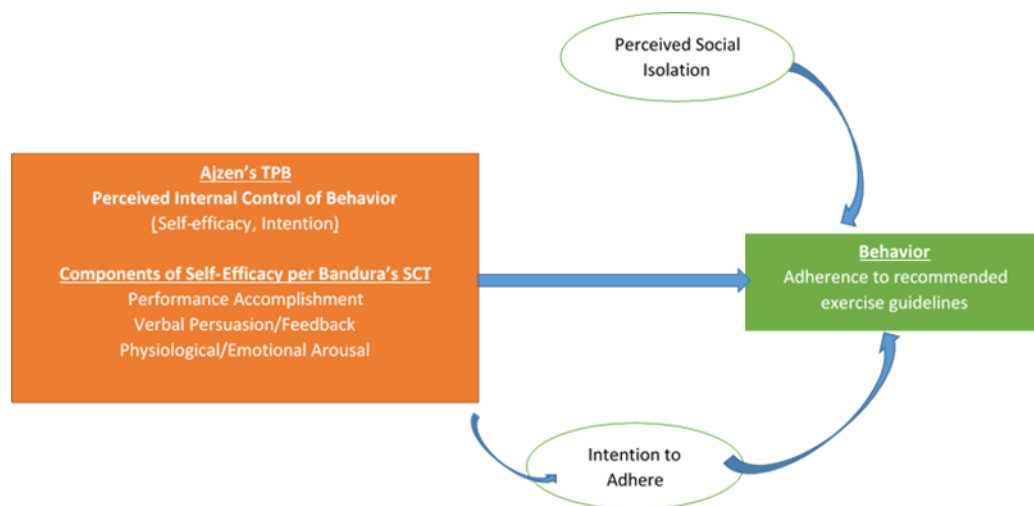 Perceived Social
Isolation
Ajzen’s TPB
Perceived Internal Control of Behavior
(Self-efficacy, Intention)
Components of Self-Efficacy per Bandura’s SCT
Performance Accomplishment
Verbal Persuasion/Feedback
Physiological/Emotional Arousal
Behavior
Adherence to recommended
exercise guidelines
Intention to
Adhere